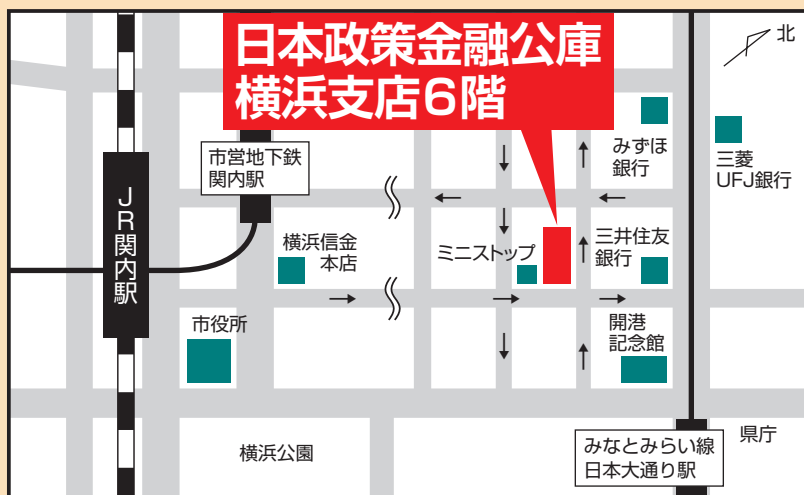 日本政策金融公庫
横浜支店6階
北
みずほ
銀行
三菱
UFJ銀行
市営地下鉄
関内駅
JR関内駅
横浜信金
本店
ミニストップ
三井住友
銀行
市役所
開港
記念館
横浜公園
みなとみらい線
日本大通り駅
県庁